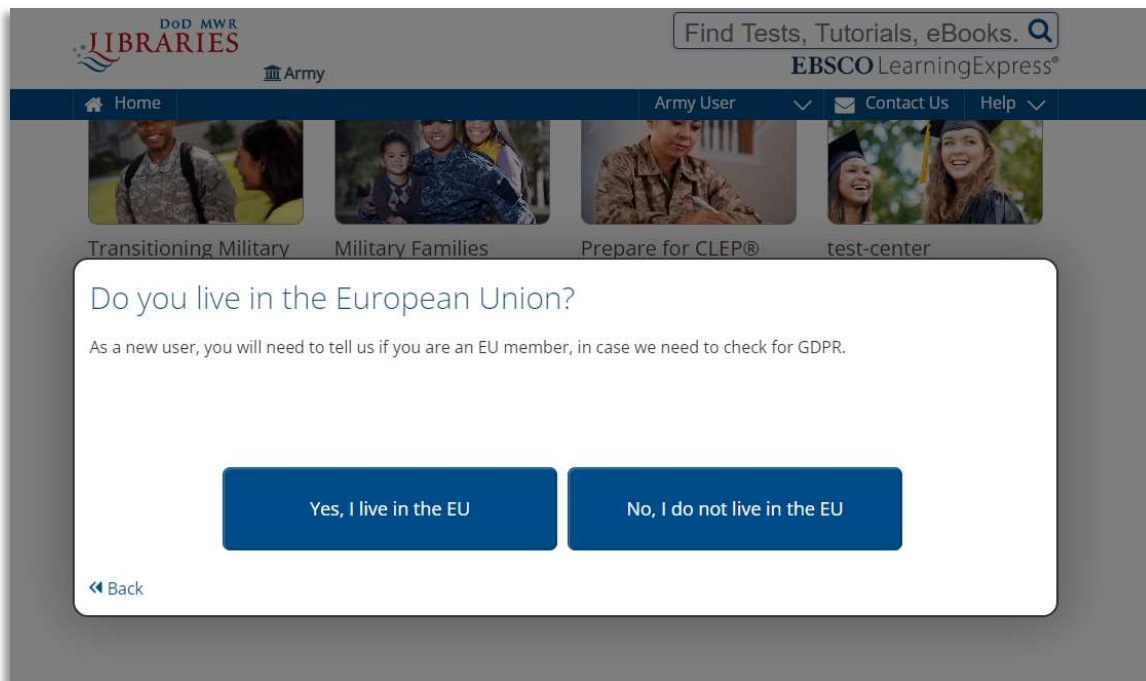 DoD MWR
LIBRARIES
Army
Find Tests, Tutorials, eBooks.
EBSCO LearningExpress®
Home
Army User
Contact Us
Help
Transitioning Military
Military Families
Prepare for CLEP®
test-center
Do you live in the European Union?
As a new user, you will need to tell us if you are an EU member, in case we need to check for GDPR.
Yes, I live in the EU
No, I do not live in the EU
Back